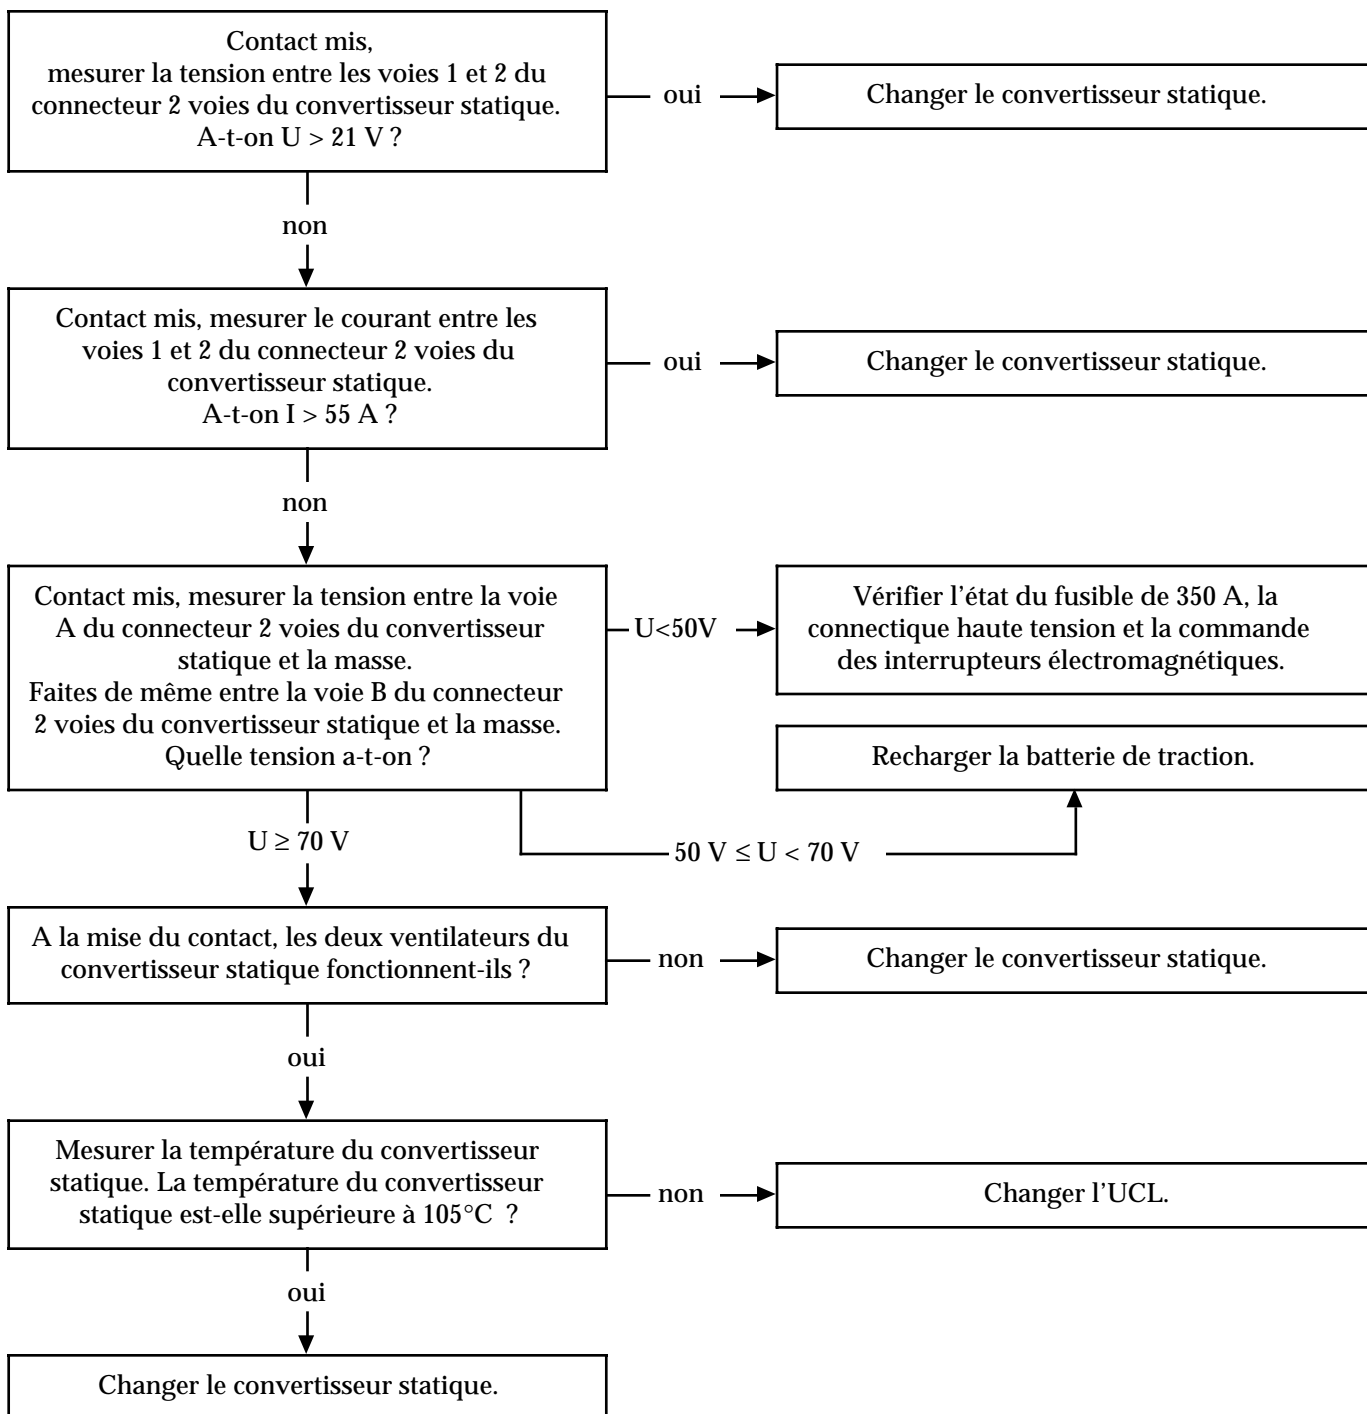 Contact mis,
mesurer la tension entre les voies 1 et 2 du
connecteur 2 voies du convertisseur statique.
A-t-on U > 21 V ?
oui
Changer le convertisseur statique.
non
Contact mis, mesurer le courant entre les
voies 1 et 2 du connecteur 2 voies du
convertisseur statique.
A-t-on I > 55 A ?
oui
Changer le convertisseur statique.
non
Contact mis, mesurer la tension entre la voie
A du connecteur 2 voies du convertisseur
statique et la masse.
Faites de même entre la voie B du connecteur
2 voies du convertisseur statique et la masse.
Quelle tension a-t-on ?
U<50V
Vérifier l'état du fusible de 350 A, la
connectique haute tension et la commande
des interrupteurs électromagnétiques.
Recharger la batterie de traction.
U ≥ 70 V
50 V ≤ U < 70 V
A la mise du contact, les deux ventilateurs du
convertisseur statique fonctionnent-ils ?
non
Changer le convertisseur statique.
oui
Mesurer la température du convertisseur
statique. La température du convertisseur
statique est-elle supérieure à 105°C ?
non
Changer l'UCL.
oui
Changer le convertisseur statique.